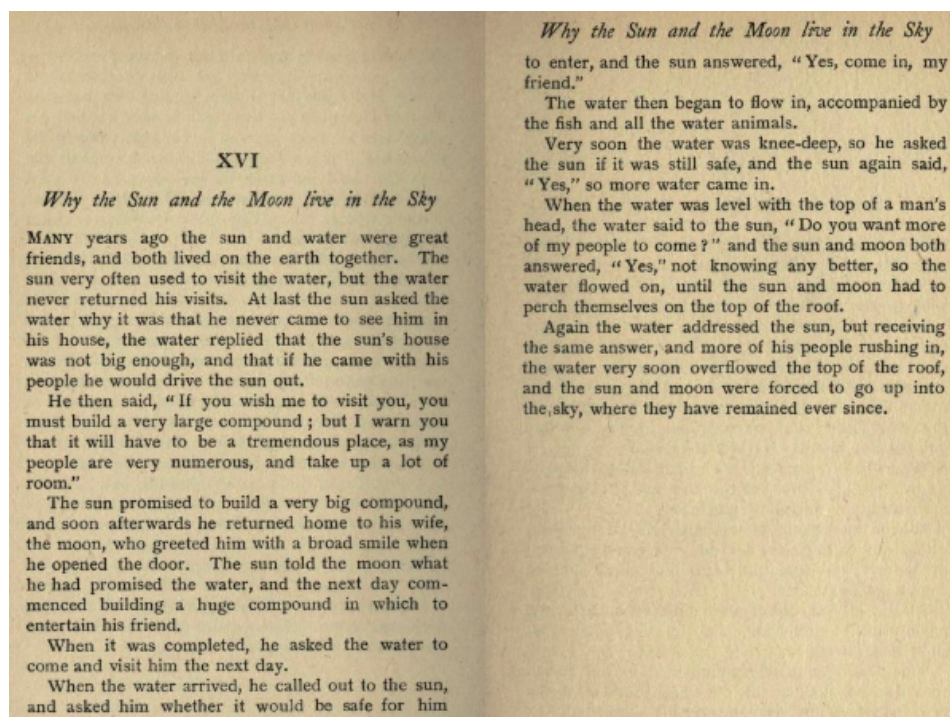 XVI
Why the Sun and the Moon live in the Sky
MANY years ago the sun and water were great
friends, and both lived on the earth together. The
sun very often used to visit the water, but the water
never returned his visits. At last the sun asked the
water why it was that he never came to see him in
his house, the water replied that the sun's house
was not big enough, and that if he came with his
people he would drive the sun out.
He then said, "If you wish me to visit you, you
must build a very large compound; but I warn you
that it will have to be a tremendous place, as my
people are very numerous, and take up a lot of
room."
The sun promised to build a very big compound,
and soon afterwards he returned home to his wife,
the moon, who greeted him with a broad smile when
he opened the door. The sun told the moon what
he had promised the water, and the next day com-
menced building a huge compound in which to
entertain his friend.
When it was completed, he asked the water to
come and visit him the next day.
When the water arrived, he called out to the sun,
and asked him whether it would be safe for him
Why the Sun and the Moon live in the Sky
to enter, and the sun answered, "Yes, come in, my
friend."
The water then began to flow in, accompanied by
the fish and all the water animals.
Very soon the water was knee-deep, so he asked
the sun if it was still safe, and the sun again said,
"Yes," so more water came in.
When the water was level with the top of a man's
head, the water said to the sun, "Do you want more
of my people to come?" and the sun and moon both
answered, "Yes," not knowing any better, so the
water flowed on, until the sun and moon had to
perch themselves on the top of the roof.
Again the water addressed the sun, but receiving
the same answer, and more of his people rushing in,
the water very soon overflowed the top of the roof,
and the sun and moon were forced to go up into
the sky, where they have remained ever since.